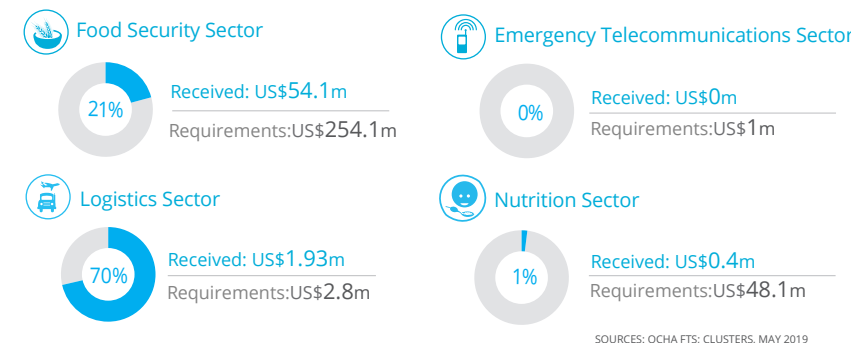 Food Security Sector
21%
Received: US$54.1m
Requirements:US$254.1m
Emergency Telecommunications Sector
0%
Received: US$0m
Requirements:US$1m
Logistics Sector
70%
Received: US$1.93m
Requirements:US$2.8m
Nutrition Sector
1%
Received: US$0.4m
Requirements:US$48.1m
SOURCES: OCHA FTS; CLUSTERS, MAY 2019